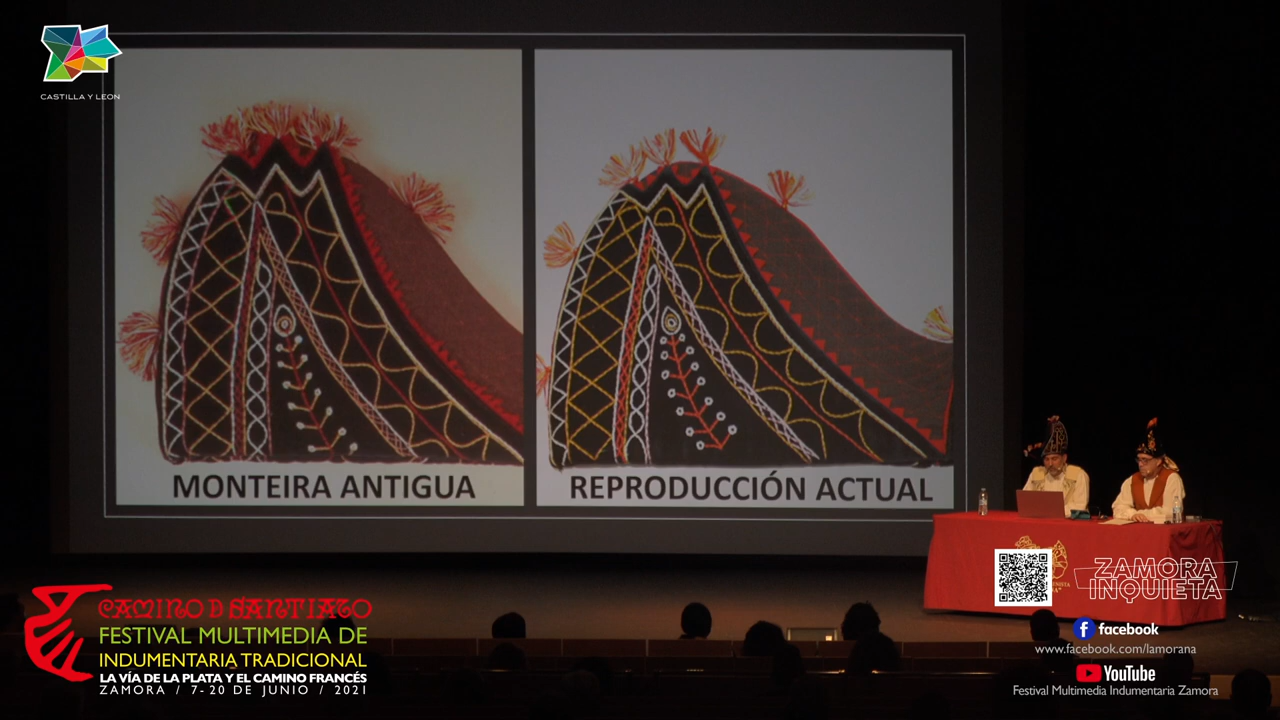 CASTILLA Y LEON
MONTEIRA ANTIGUA
REPRODUCCIÓN ACTUAL
CAMINO D SANTIAGO
FESTIVAL MULTIMEDIA DE
INDUMENTARIA TRADICIONAL
LA VÍA DE LA PLATA Y EL CAMINO FRANCÉS
ZAMORA / 7-20 DE JUNIO / 2021
ZAMORA
INQUIETA
facebook
www.facebook.com/lamorana
YouTube
Festival Multimedia Indumentaria Zamora